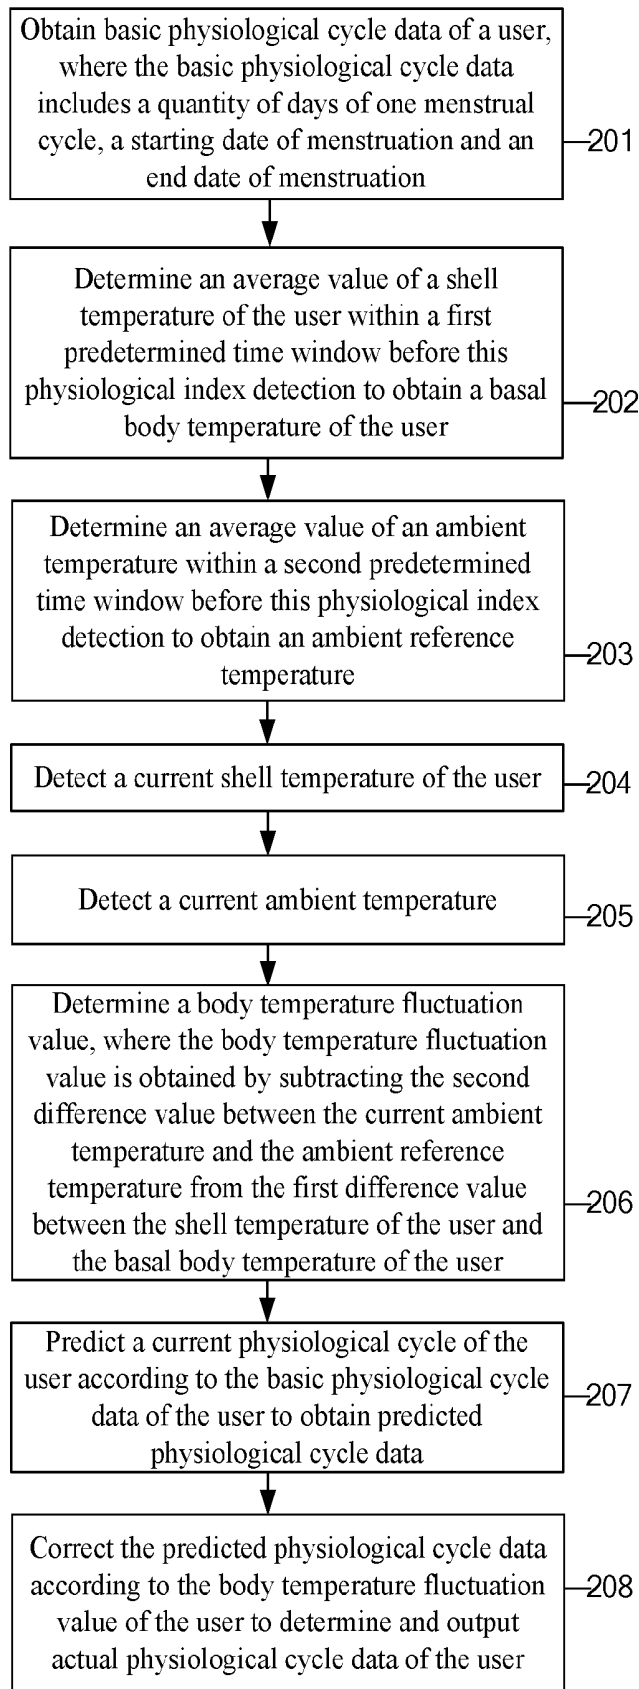 Obtain basic physiological cycle data of a user,
where the basic physiological cycle data
includes a quantity of days of one menstrual
cycle, a starting date of menstruation and an
end date of menstruation
201
Determine an average value of a shell
temperature of the user within a first
predetermined time window before this
physiological index detection to obtain a basal
body temperature of the user
202
Determine an average value of an ambient
temperature within a second predetermined
time window before this physiological index
detection to obtain an ambient reference
temperature
203
Detect a current shell temperature of the user
204
Detect a current ambient temperature
205
Determine a body temperature fluctuation
value, where the body temperature fluctuation
value is obtained by subtracting the second
difference value between the current ambient
temperature and the ambient reference
temperature from the first difference value
between the shell temperature of the user and
the basal body temperature of the user
206
Predict a current physiological cycle of the
user according to the basic physiological cycle
data of the user to obtain predicted
physiological cycle data
207
Correct the predicted physiological cycle data
according to the body temperature fluctuation
value of the user to determine and output
actual physiological cycle data of the user
208